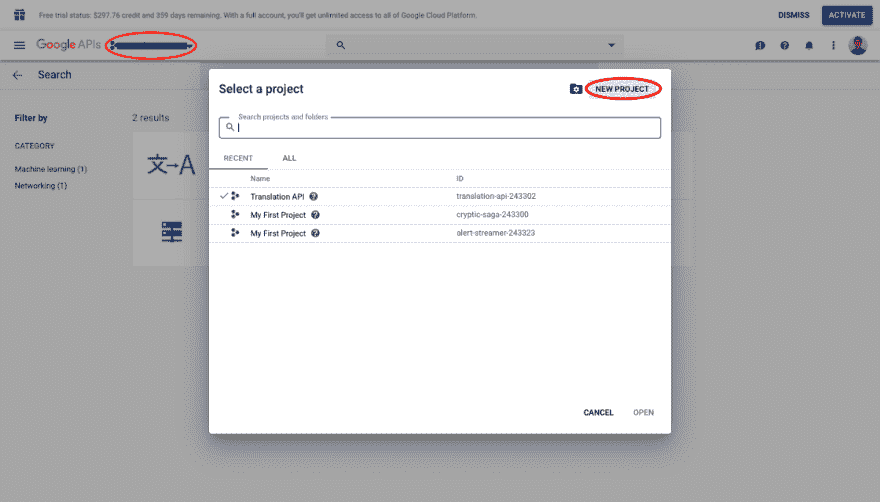 Free trial status: $297.76 credit and 359 days remaining. With a full account, you'll get unlimited access to all of Google Cloud Platform.
DISMISS
ACTIVATE
Google APIs
Search
Select a project
NEW PROJECT
Filter by
2 results
Search projects and folders
CATEGORY
RECENT
ALL
Machine learning (1)
Networking (1)
文→A
Name
ID
Translation API
translation-api-243302
My First Project
cryptic-saga-243300
My First Project
alert-streamer-243323
CANCEL
OPEN